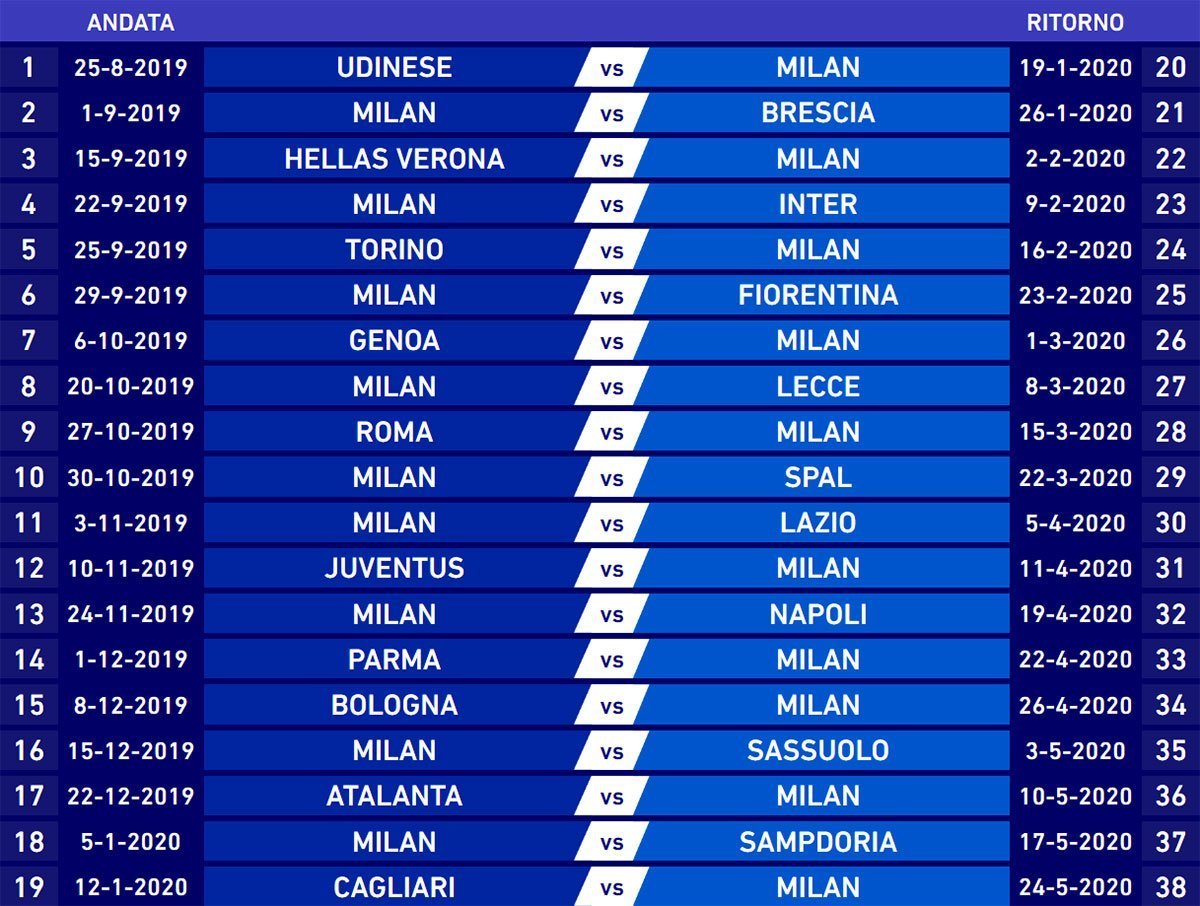 ANDATA RITORNO
1 25-8-2019 UDINESE vs MILAN 19-1-2020 20
2 1-9-2019 MILAN vs BRESCIA 26-1-2020 21
3 15-9-2019 HELLAS VERONA vs MILAN 2-2-2020 22
4 22-9-2019 MILAN vs INTER 9-2-2020 23
5 25-9-2019 TORINO vs MILAN 16-2-2020 24
6 29-9-2019 MILAN vs FIORENTINA 23-2-2020 25
7 6-10-2019 GENOA vs MILAN 1-3-2020 26
8 20-10-2019 MILAN vs LECCE 8-3-2020 27
9 27-10-2019 ROMA vs MILAN 15-3-2020 28
10 30-10-2019 MILAN vs SPAL 22-3-2020 29
11 3-11-2019 MILAN vs LAZIO 5-4-2020 30
12 10-11-2019 JUVENTUS vs MILAN 11-4-2020 31
13 24-11-2019 MILAN vs NAPOLI 19-4-2020 32
14 1-12-2019 PARMA vs MILAN 22-4-2020 33
15 8-12-2019 BOLOGNA vs MILAN 26-4-2020 34
16 15-12-2019 MILAN vs SASSUOLO 3-5-2020 35
17 22-12-2019 ATALANTA vs MILAN 10-5-2020 36
18 5-1-2020 MILAN vs SAMPDORIA 17-5-2020 37
19 12-1-2020 CAGLIARI vs MILAN 24-5-2020 38